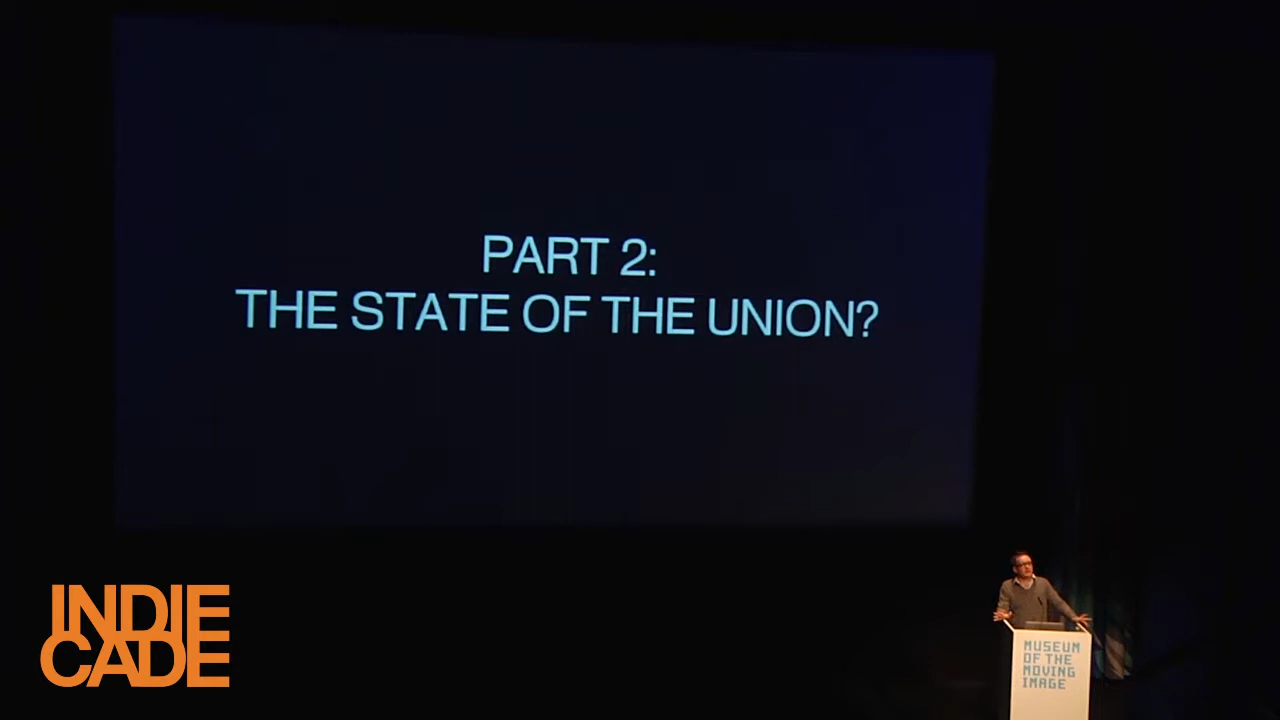 PART 2:
THE STATE OF THE UNION?
INDIE
CADE
MUSEUM
OF THE
MOVING
IMAGE